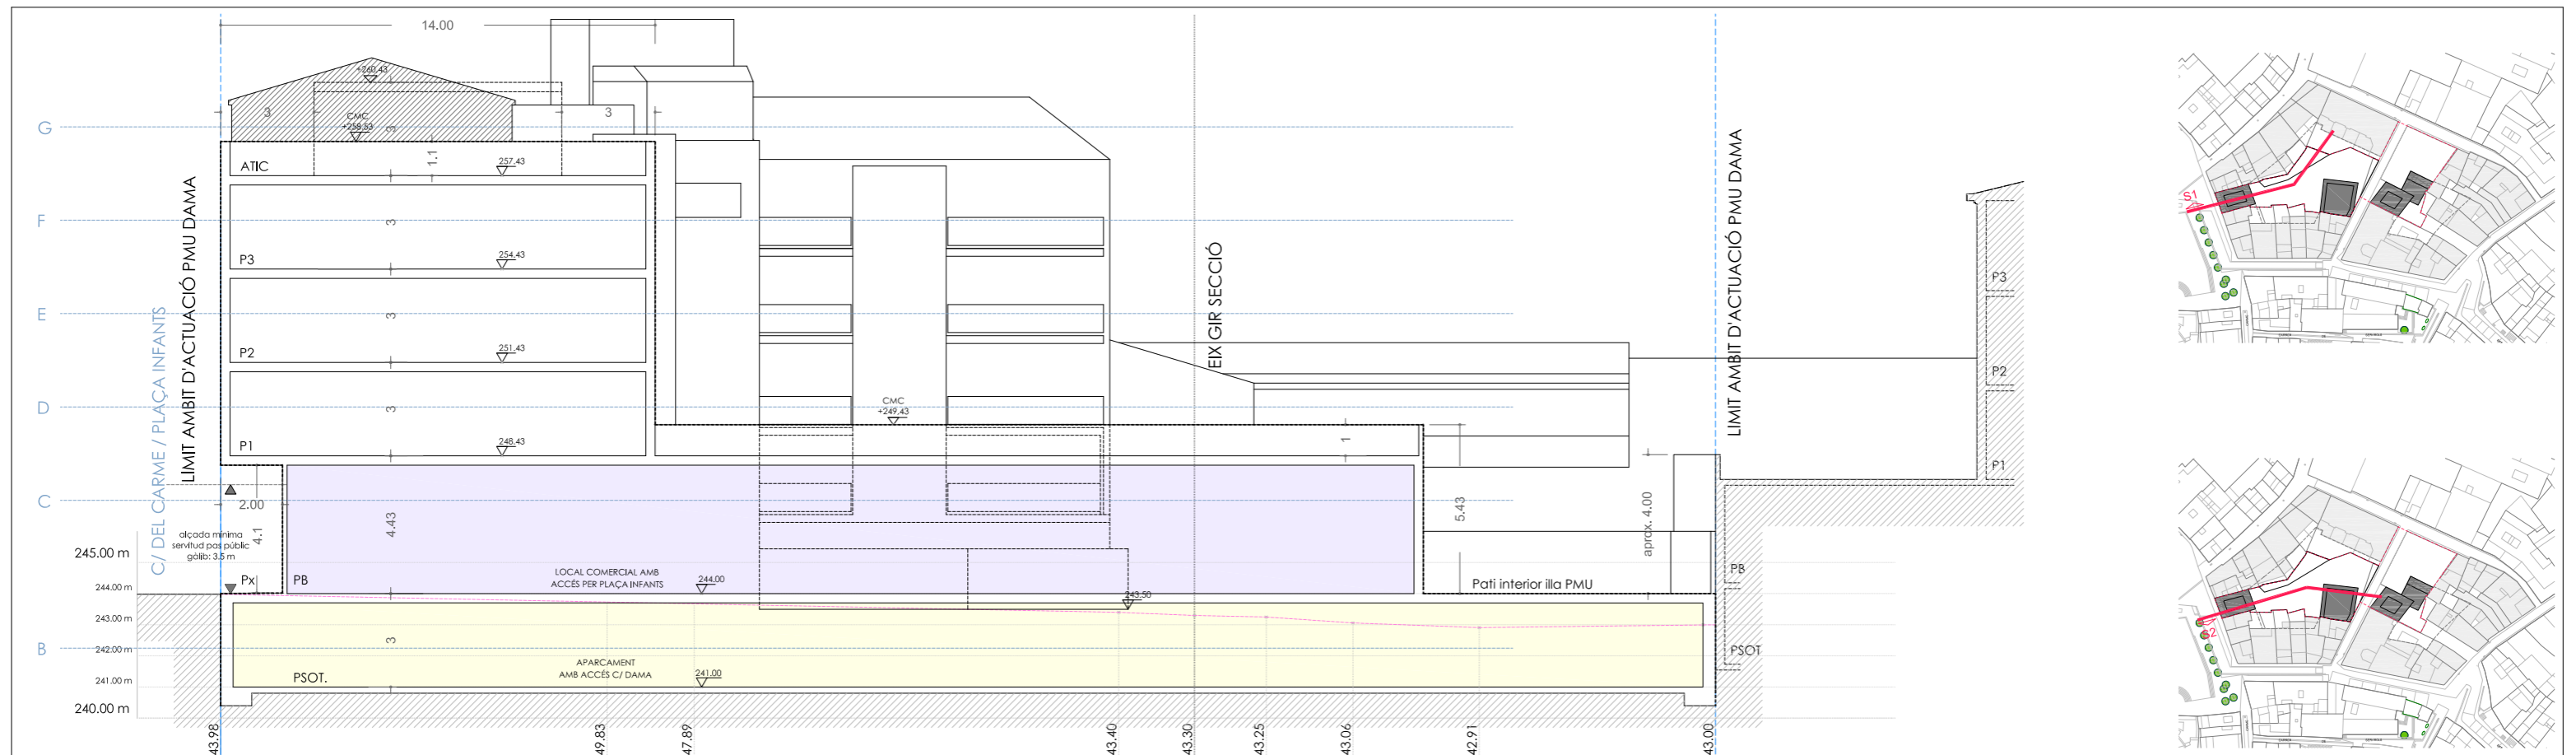 14.00
+260.43
3
3
3
G
CMC
+258.53
1.1
ATIC
257.43
F
3
P3
254.43
E
3
P2
251.43
D
3
P1
248.43
CMC
+249.43
1
C
2.00
4.1
4.43
5.43
aprox. 4.00
alçada mínima
servitud pas públic
gàlib: 3.5 m
Px
PB
LOCAL COMERCIAL AMB
ACCÉS PER PLAÇA INFANTS
244.00
243.50
Pati interior illa PMU
B
3
PSOT.
APARCAMENT
AMB ACCÉS C/ DAMA
241.00
245.00 m
244.00 m
243.00 m
242.00 m
241.00 m
240.00 m
C/ DEL CARME / PLAÇA INFANTS
LIMIT AMBIT D'ACTUACIÓ PMU DAMA
EIX GIR SECCIÓ
LIMIT AMBIT D'ACTUACIÓ PMU DAMA
P3
P2
P1
PB
PSOT
43.98
49.83
47.89
43.40
43.30
43.25
43.06
42.91
43.00
S1
S2